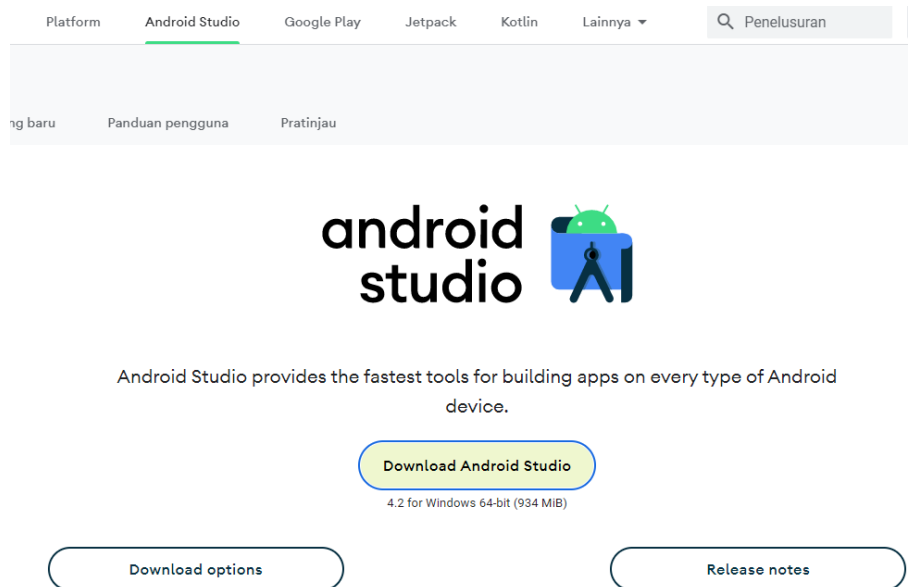 Platform Android Studio Google Play Jetpack Kotlin Lainnya Penelusuran
ng baru Panduan pengguna Pratinjau
android
studio
Android Studio provides the fastest tools for building apps on every type of Android
device.
Download Android Studio
4.2 for Windows 64-bit (934 MiB)
Download options Release notes